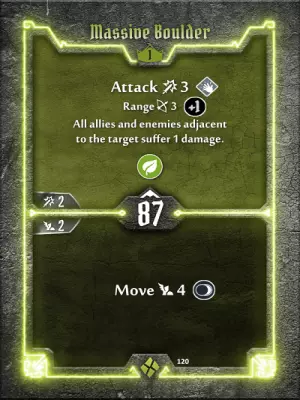 Massive Boulder
1
Attack 3
Range 3 +1
All allies and enemies adjacent
to the target suffer 1 damage.
2
87
2
Move 4
120